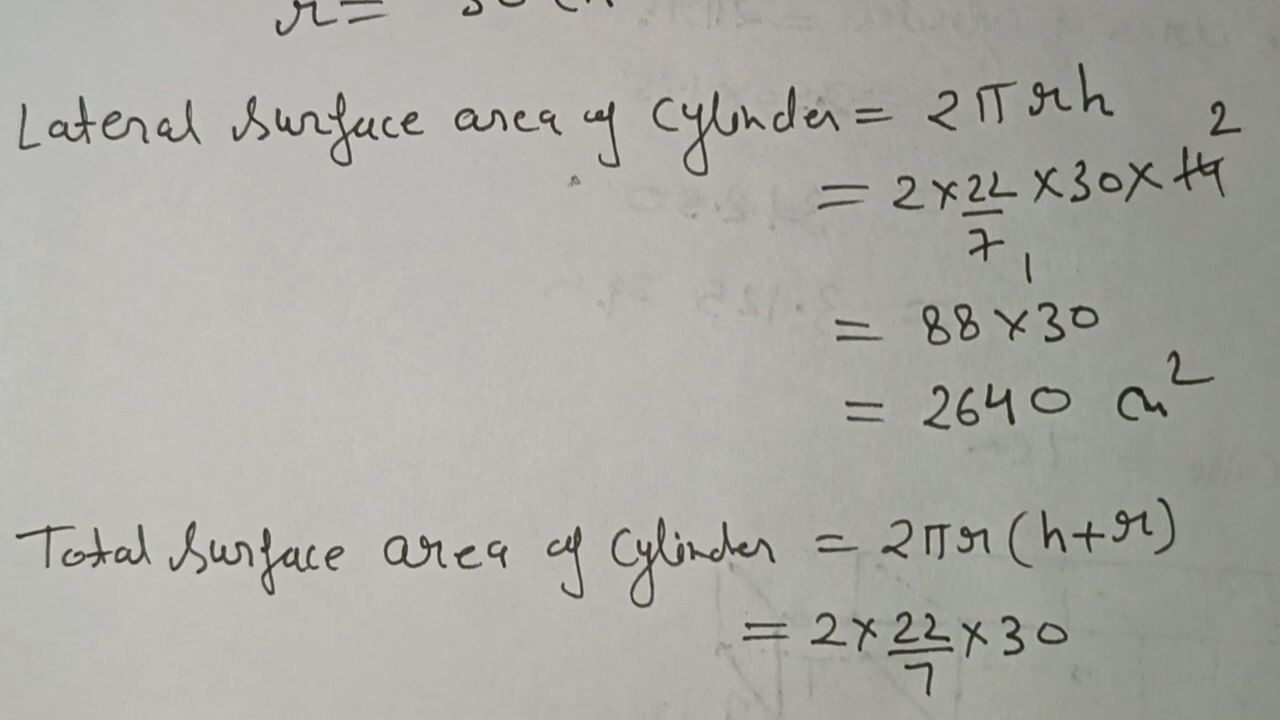 r =
Lateral surface area of cylinder = 2πrh
= 2 × 22/7 × 30 × 14 2
1
= 88 × 30
= 2640 cm²
Total surface area of cylinder = 2πr(h+r)
= 2 × 22/7 × 30